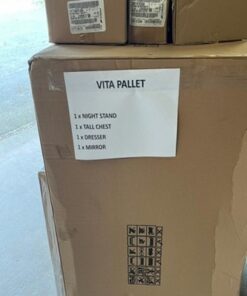 VITA PALLET
1 x NIGHT STAND
1 x TALL CHEST
1 x DRESSER
1 x MIRROR